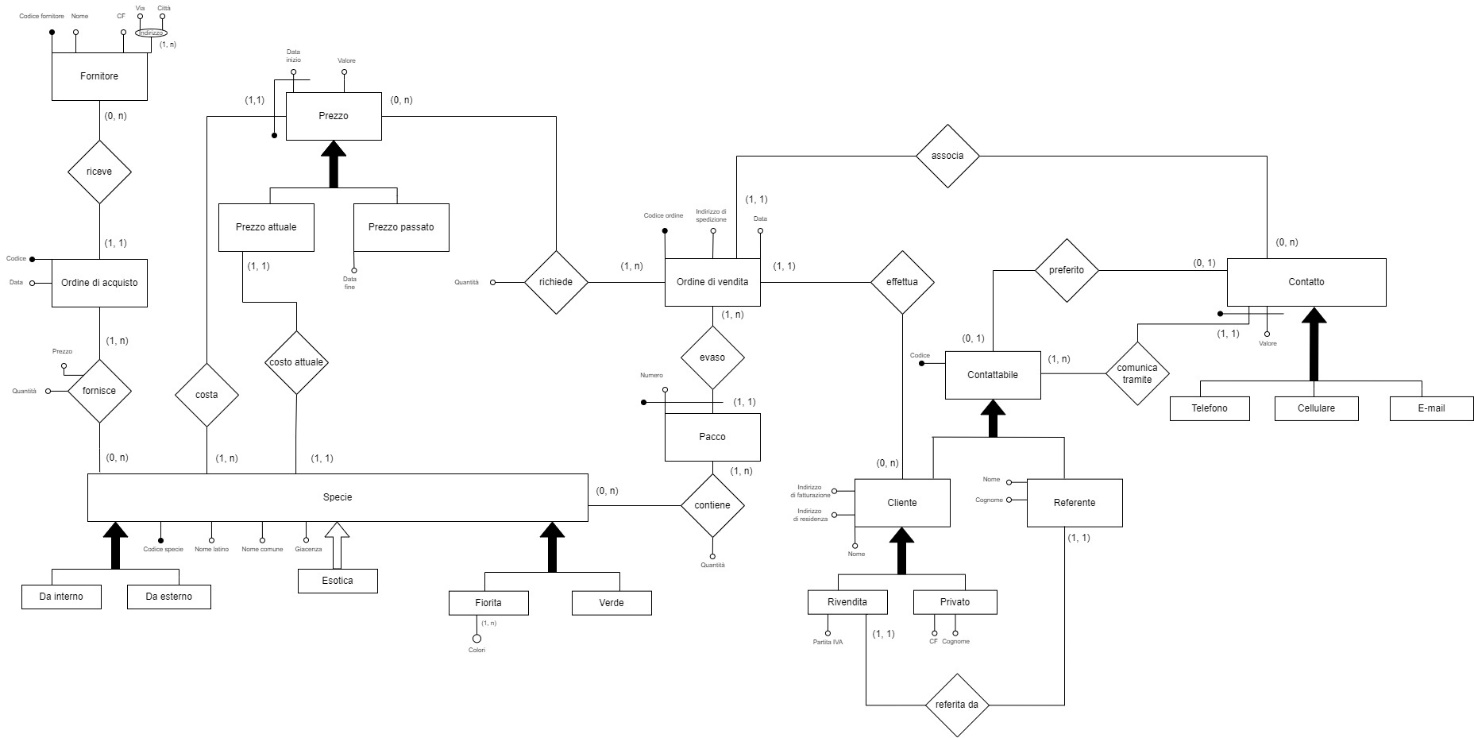 Codice fornitore
Nome
CF
Via
Città
Indirizzo
(1, n)
Fornitore
(0, n)
riceve
(1, 1)
Codice
Data
Ordine di acquisto
(1, n)
Prezzo
Quantità
fornisce
(0, n)
Data
inizio
Valore
(1,1)
(0, n)
Prezzo
Prezzo attuale
Prezzo passato
(1, 1)
Data
fine
costo attuale
costa
(1, n)
(1, 1)
Quantità
richiede
(1, n)
Codice ordine
Indirizzo di
spedizione
Data
(1, 1)
Ordine di vendita
(1, 1)
(1, n)
evaso
Numero
(1, 1)
Pacco
(1, n)
contiene
Quantità
(0, n)
Specie
Codice specie
Nome latino
Nome comune
Giacenza
Da interno
Da esterno
Esotica
Fiorita
Verde
(1, n)
Colori
associa
(0, n)
effettua
(0, n)
preferito
(0, 1)
(0, 1)
Contatto
(1, 1)
Valore
Codice
Contattabile
(1, n)
comunica
tramite
Telefono
Cellulare
E-mail
Indirizzo
di fatturazione
Indirizzo
di residenza
Nome
Cliente
Nome
Cognome
Referente
(1, 1)
Rivendita
Privato
Partita IVA
(1, 1)
CF
Cognome
referita da